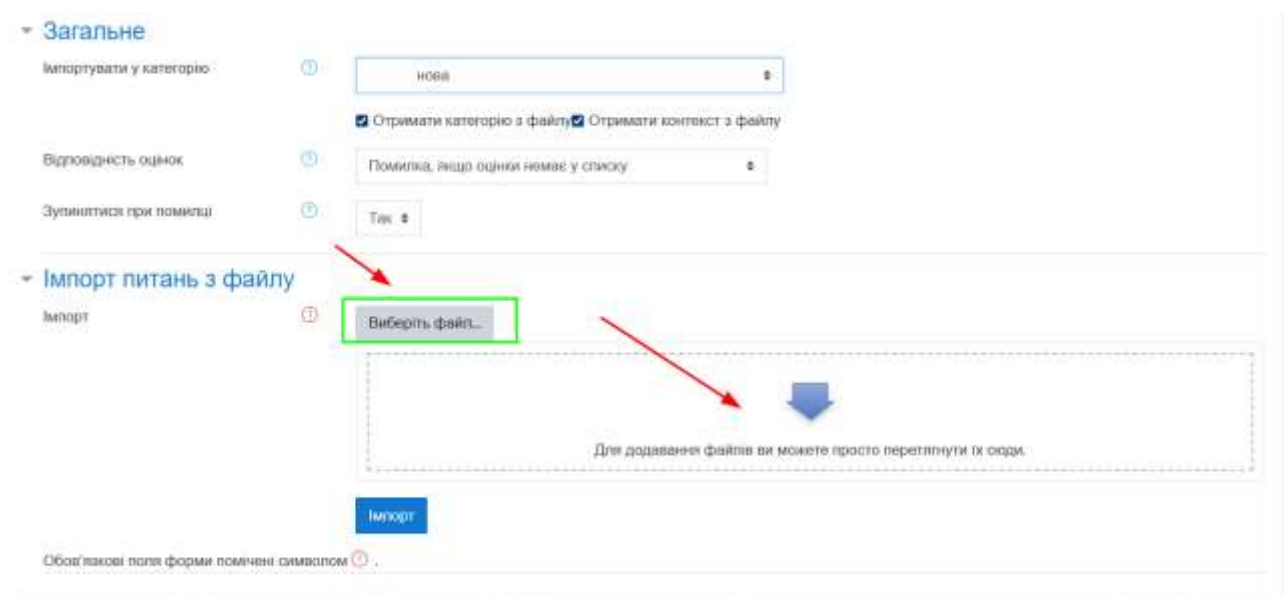 Загальне
Імпортувати у категорію
нова
Отримати категорію з файлу Отримати контекст з файлу
Відповідність оцінок
Помилка, якщо оцінки немає у списку
Зупинятися при помилці
Так
Імпорт питань з файлу
Імпорт
Виберіть файл...
Для додавання файлів ви можете просто перетягнути їх сюди.
Імпорт
Обов'язкові поля форми помічені символом .